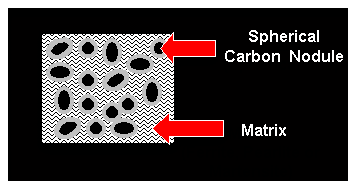 Spherical
Carbon Nodule
Matrix